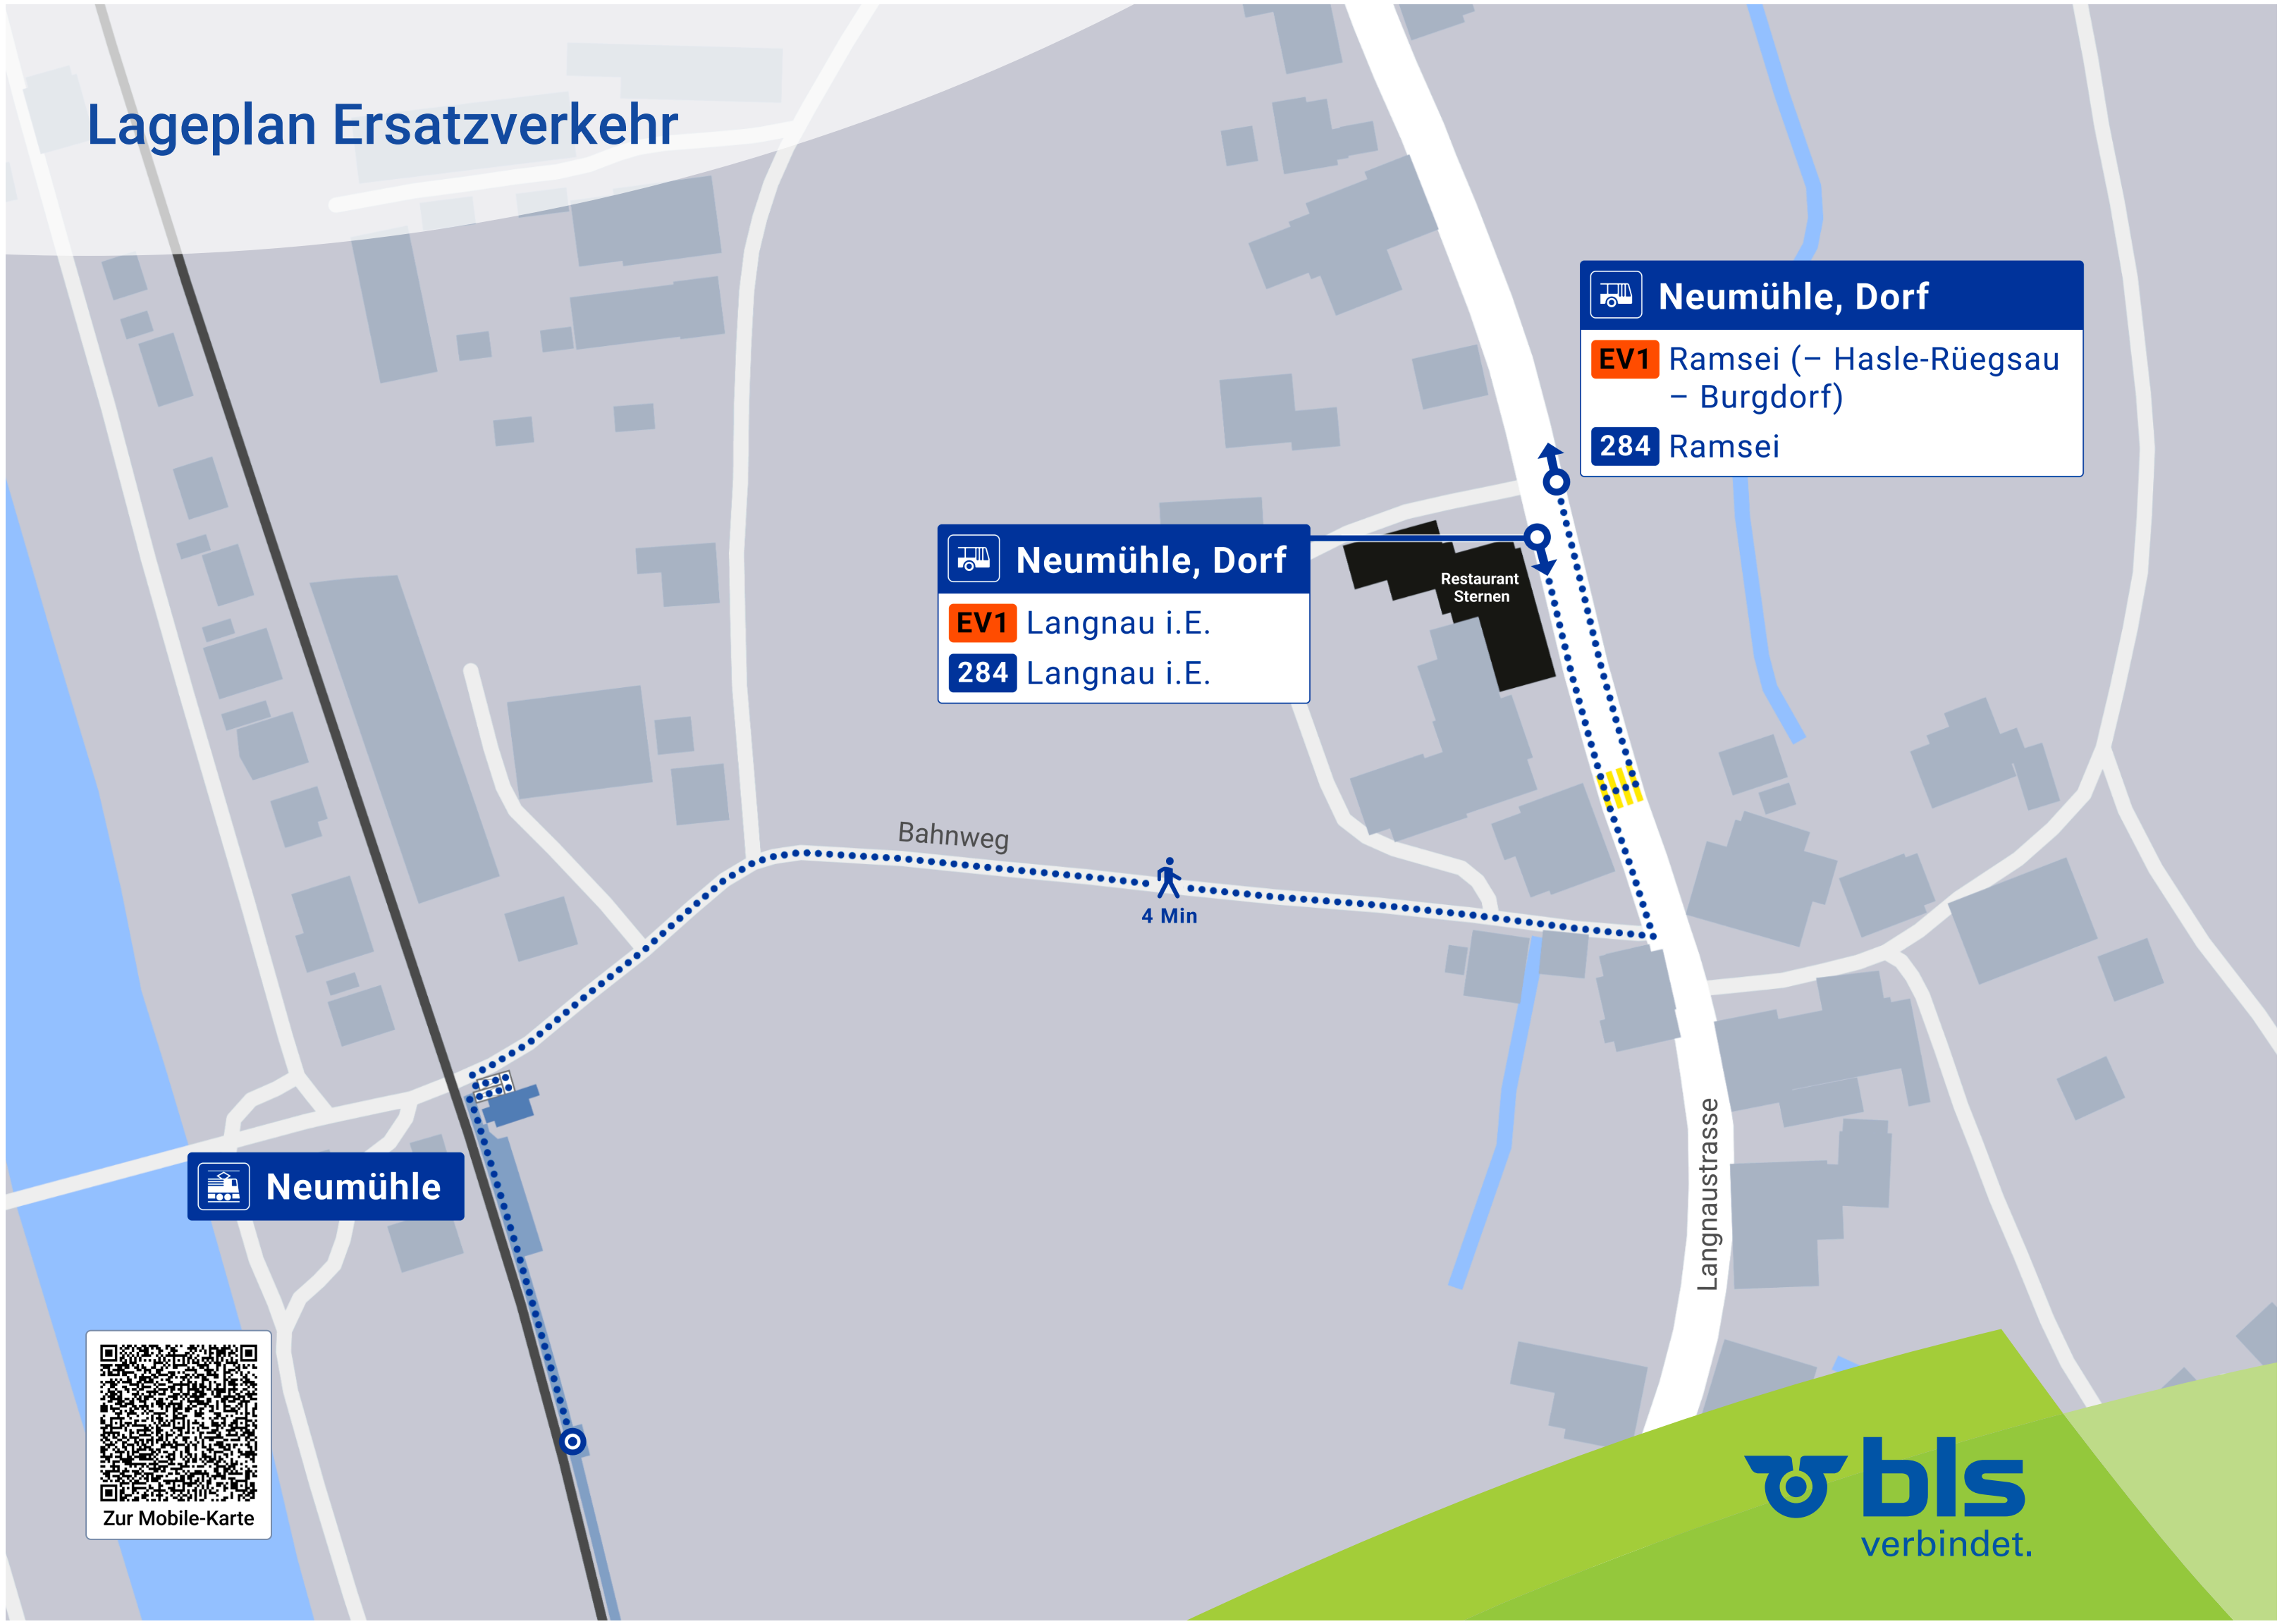 Lageplan Ersatzverkehr
Neumühle, Dorf
EV1 Ramsei (– Hasle-Rüegsau
– Burgdorf)
284 Ramsei
Neumühle, Dorf
EV1 Langnau i.E.
284 Langnau i.E.
Restaurant
Sternen
Bahnweg
4 Min
Langnaustrasse
Neumühle
Zur Mobile-Karte
bls
verbindet.